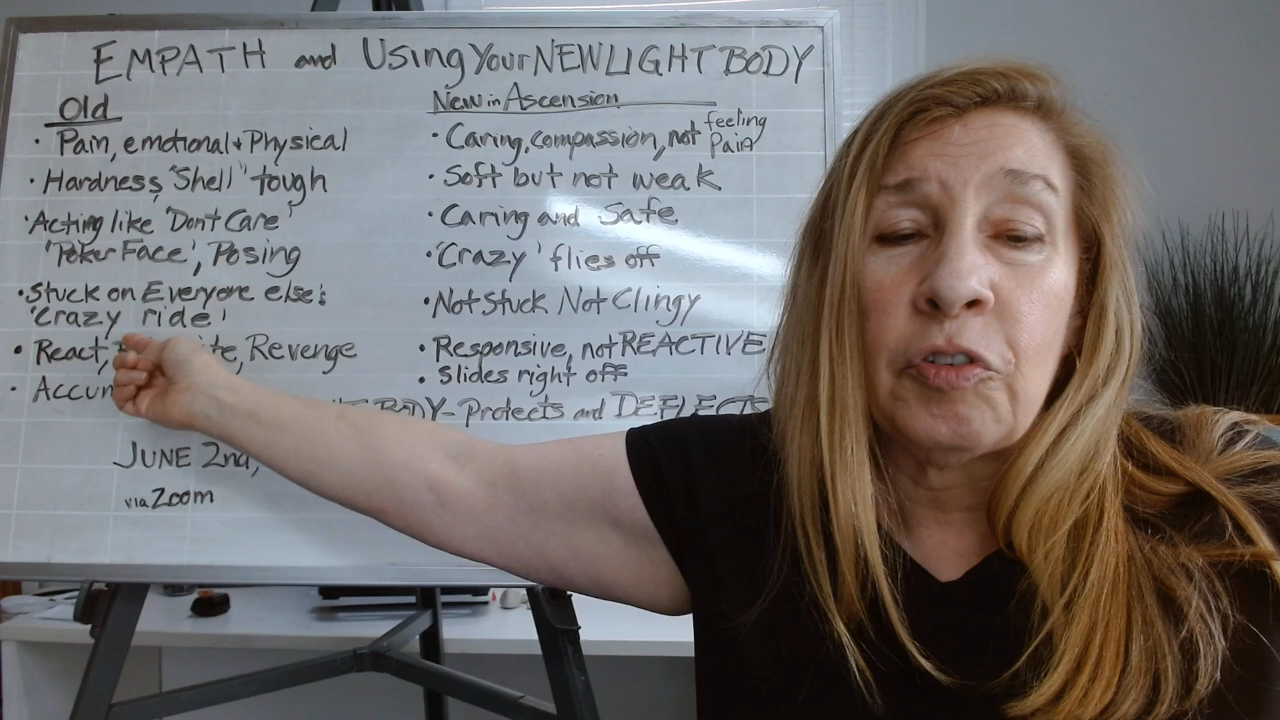 EMPATH and Using Your NEW LIGHT BODY
Old
• Pain, emotional + Physical
• Hardness, "Shell" tough
• Acting like 'Don't Care'
'Poker Face', Posing
• Stuck on Everyone else's
'Crazy ride'
• React, Revenge
•
New in Ascension
• Caring, compassion, not feeling Pain
• Soft but not weak
• Caring and Safe
• 'Crazy' flies off
• Not Stuck Not Clingy
• Responsive, not REACTIVE
• Slides right off
BODY - Protects and DEFLECTS
JUNE 2nd,
via Zoom